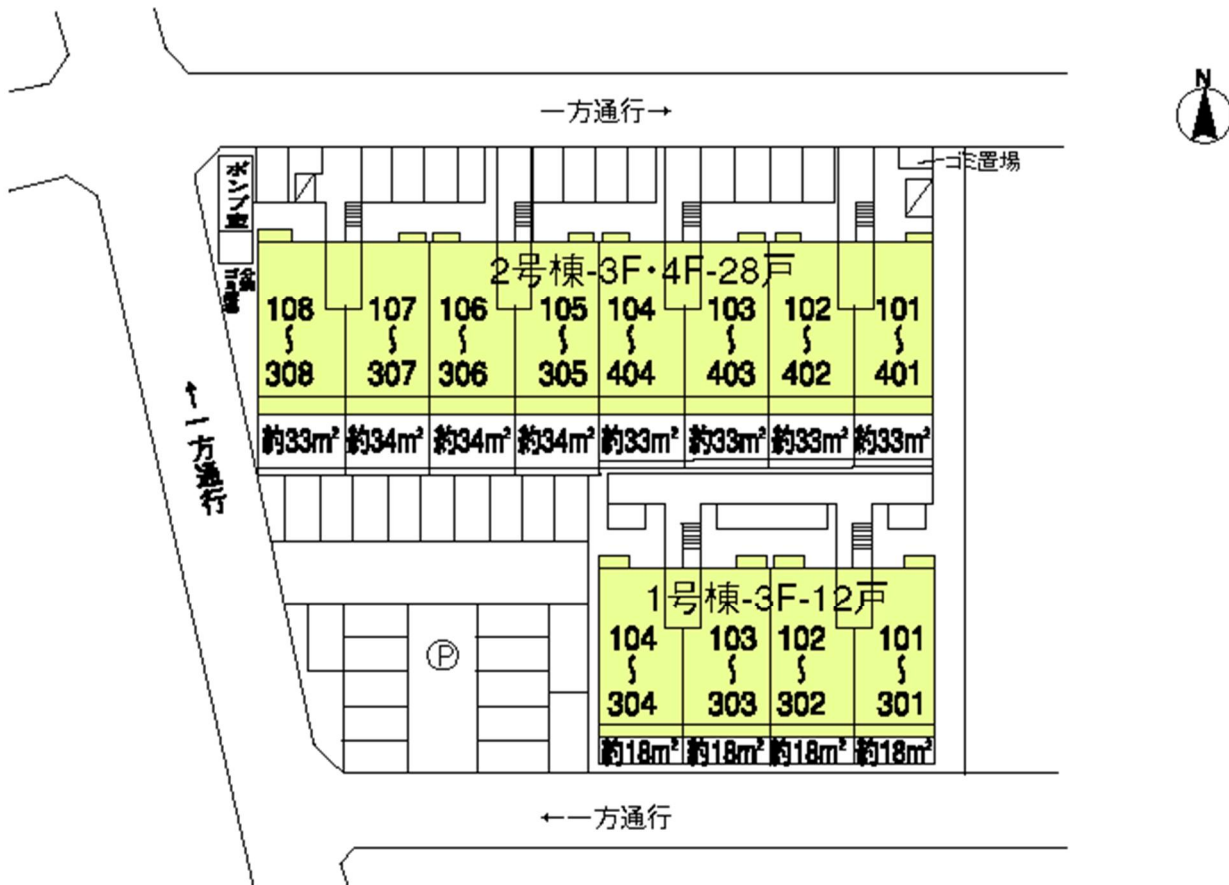 N
一方通行→
ゴミ置場
ポンプ室
2号棟-3F・4F-28戸
108 107 106 105 104 103 102 101
〜 〜 〜 〜 〜 〜 〜 〜
308 307 306 305 404 403 402 401
約33m² 約34m² 約34m² 約34m² 約33m² 約33m² 約33m² 約33m²
←一方通行
1号棟-3F-12戸
104 103 102 101
〜 〜 〜 〜
304 303 302 301
P
約18m² 約18m² 約18m² 約18m²
←一方通行